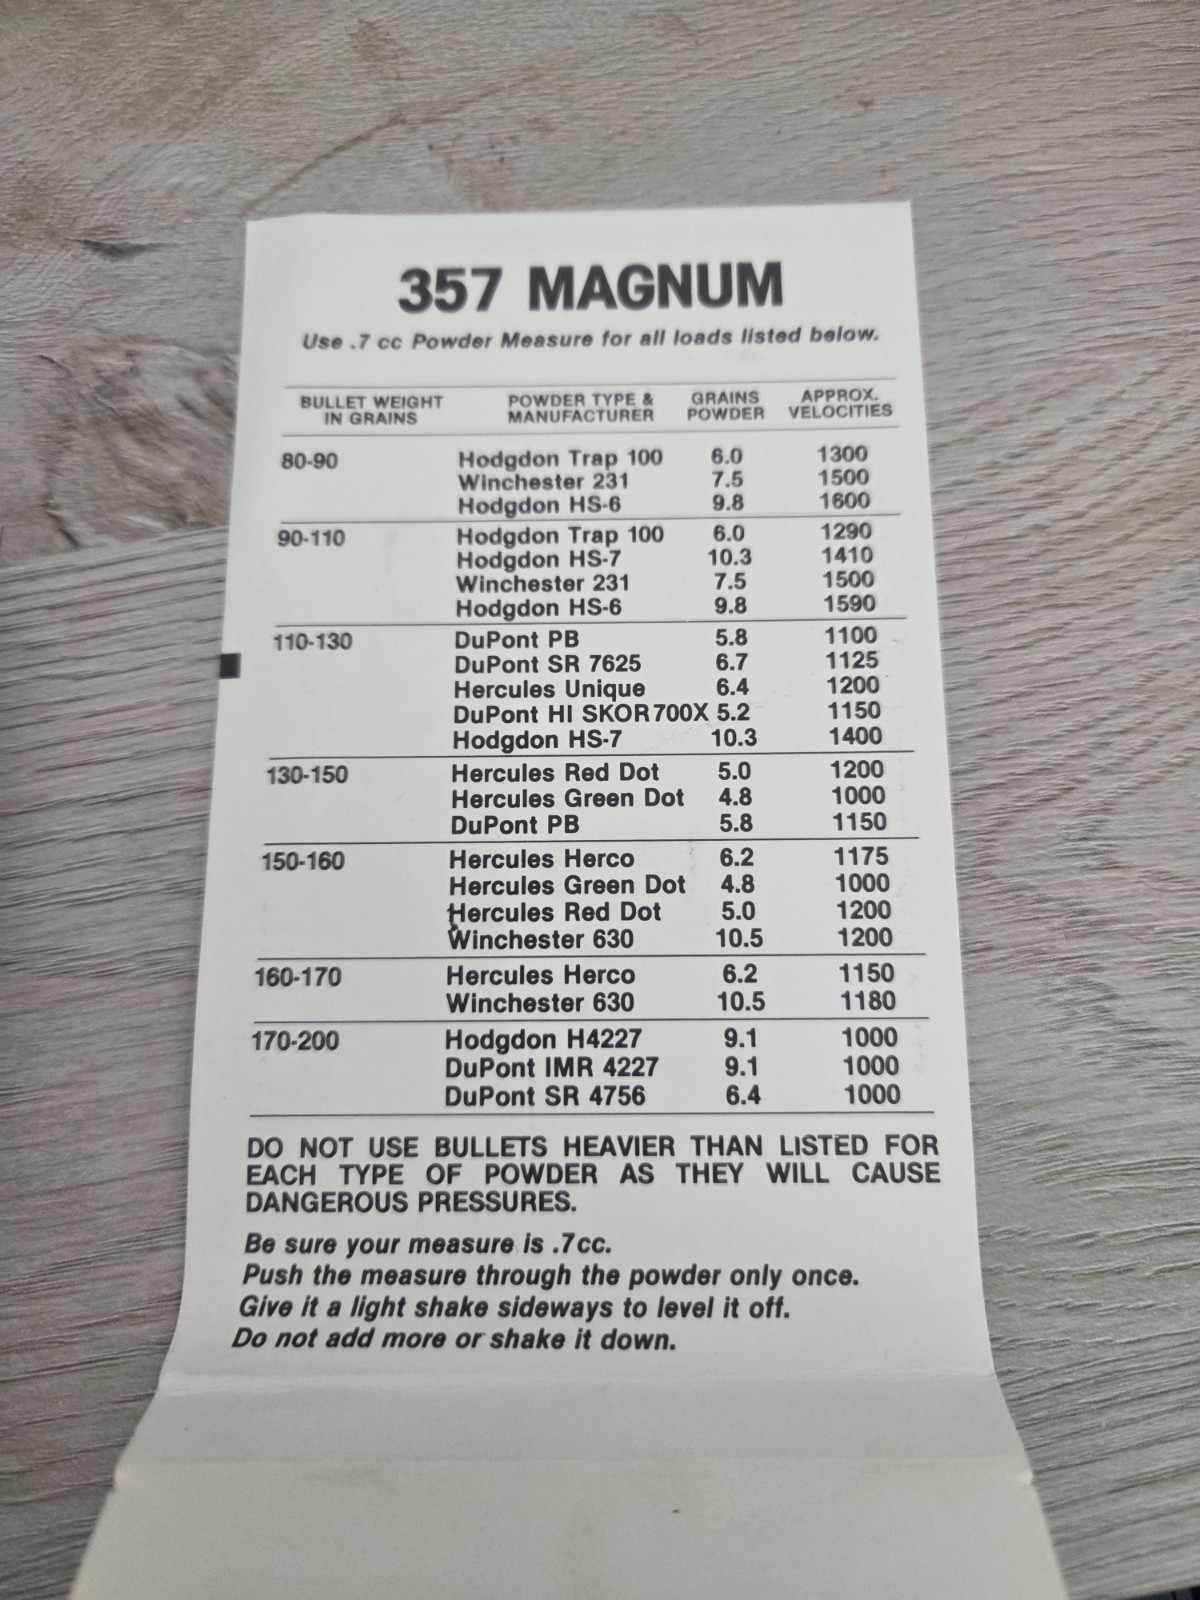 357 MAGNUM
Use .7 cc Powder Measure for all loads listed below.
BULLET WEIGHT IN GRAINS POWDER TYPE & MANUFACTURER GRAINS POWDER APPROX. VELOCITIES
80-90 Hodgdon Trap 100 6.0 1300
Winchester 231 7.5 1500
Hodgdon HS-6 9.8 1600
90-110 Hodgdon Trap 100 6.0 1290
Hodgdon HS-7 10.3 1410
Winchester 231 7.5 1500
Hodgdon HS-6 9.8 1590
110-130 DuPont PB 5.8 1100
DuPont SR 7625 6.7 1125
Hercules Unique 6.4 1200
DuPont HI SKOR 700X 5.2 1150
Hodgdon HS-7 10.3 1400
130-150 Hercules Red Dot 5.0 1200
Hercules Green Dot 4.8 1000
DuPont PB 5.8 1150
150-160 Hercules Herco 6.2 1175
Hercules Green Dot 4.8 1000
Hercules Red Dot 5.0 1200
Winchester 630 10.5 1200
160-170 Hercules Herco 6.2 1150
Winchester 630 10.5 1180
170-200 Hodgdon H4227 9.1 1000
DuPont IMR 4227 9.1 1000
DuPont SR 4756 6.4 1000
DO NOT USE BULLETS HEAVIER THAN LISTED FOR
EACH TYPE OF POWDER AS THEY WILL CAUSE
DANGEROUS PRESSURES.
Be sure your measure is .7cc.
Push the measure through the powder only once.
Give it a light shake sideways to level it off.
Do not add more or shake it down.